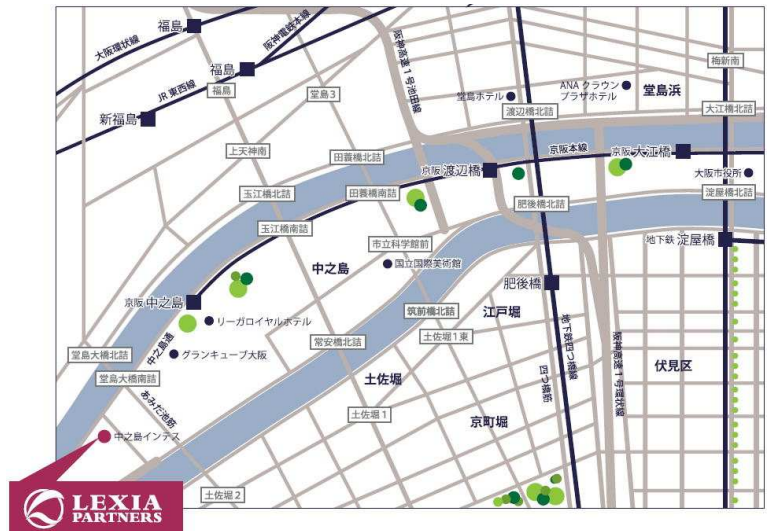 福島
大阪環状線
阪神電鉄本線
福島
JR東西線
福島
新福島
堂島3
阪神高速1号池田線
堂島ホテル
ANA クラウン
プラザホテル
堂島浜
梅新南
渡辺橋北詰
大江橋北詰
上天神南
田蓑橋北詰
京阪 渡辺橋
京阪本線
京阪 大江橋
大阪市役所
玉江橋北詰
田蓑橋南詰
淀屋橋北詰
玉江橋南詰
肥後橋北詰
市立科学館前
地下鉄 淀屋橋
中之島
国立国際美術館
肥後橋
京阪 中之島
リーガロイヤルホテル
筑前橋北詰
江戸堀
土佐堀1東
地下鉄四つ橋線
阪神高速1号環状線
堂島大橋北詰
中之島通
グランキューブ大阪
常安橋北詰
堂島大橋南詰
土佐堀
四つ橋筋
伏見区
あみだ池筋
土佐堀1
京町堀
中之島インテス
土佐堀2
LEXIA
PARTNERS